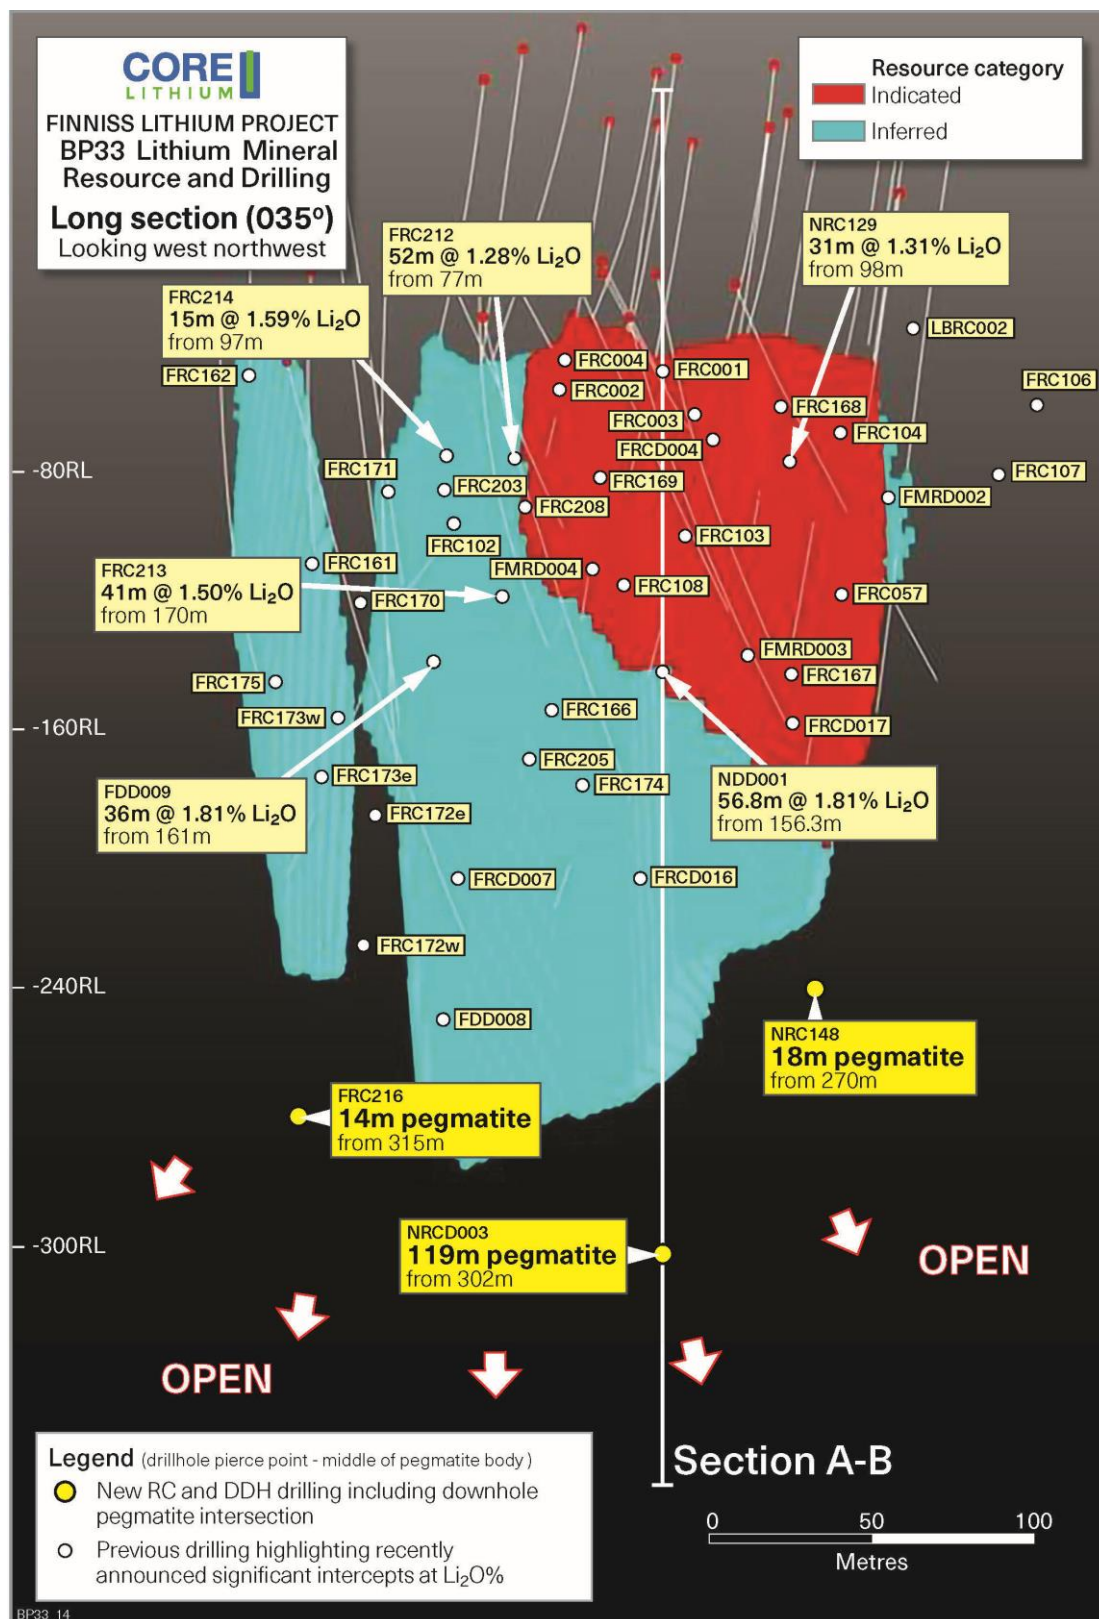 CORE
LITHIUM
FINNISS LITHIUM PROJECT
BP33 Lithium Mineral
Resource and Drilling
Long section (035º)
Looking west northwest
Resource category
Indicated
Inferred
FRC212
52m @ 1.28% Li₂O
from 77m
NRC129
31m @ 1.31% Li₂O
from 98m
FRC214
15m @ 1.59% Li₂O
from 97m
LBRC002
FRC162
FRC004
FRC001
FRC002
FRC106
FRC003
FRC168
FRCD004
FRC104
-80RL
FRC171
FRC203
FRC169
FRC107
FRC208
FMRD002
FRC102
FRC103
FRC161
FMRD004
FRC213
41m @ 1.50% Li₂O
from 170m
FRC170
FRC108
FRC057
FMRD003
FRC175
FRC167
FRC173w
FRC166
-160RL
FRCD017
FRC205
FRC173e
FRC174
FDD009
36m @ 1.81% Li₂O
from 161m
NDD001
56.8m @ 1.81% Li₂O
from 156.3m
FRC172e
FRCD007
FRCD016
FRC172w
-240RL
FDD008
NRC148
18m pegmatite
from 270m
FRC216
14m pegmatite
from 315m
NRCD003
119m pegmatite
from 302m
-300RL
OPEN
OPEN
Section A-B
Legend (drillhole pierce point - middle of pegmatite body)
New RC and DDH drilling including downhole
pegmatite intersection
Previous drilling highlighting recently
announced significant intercepts at Li₂O%
0 50 100
Metres
BP33_14